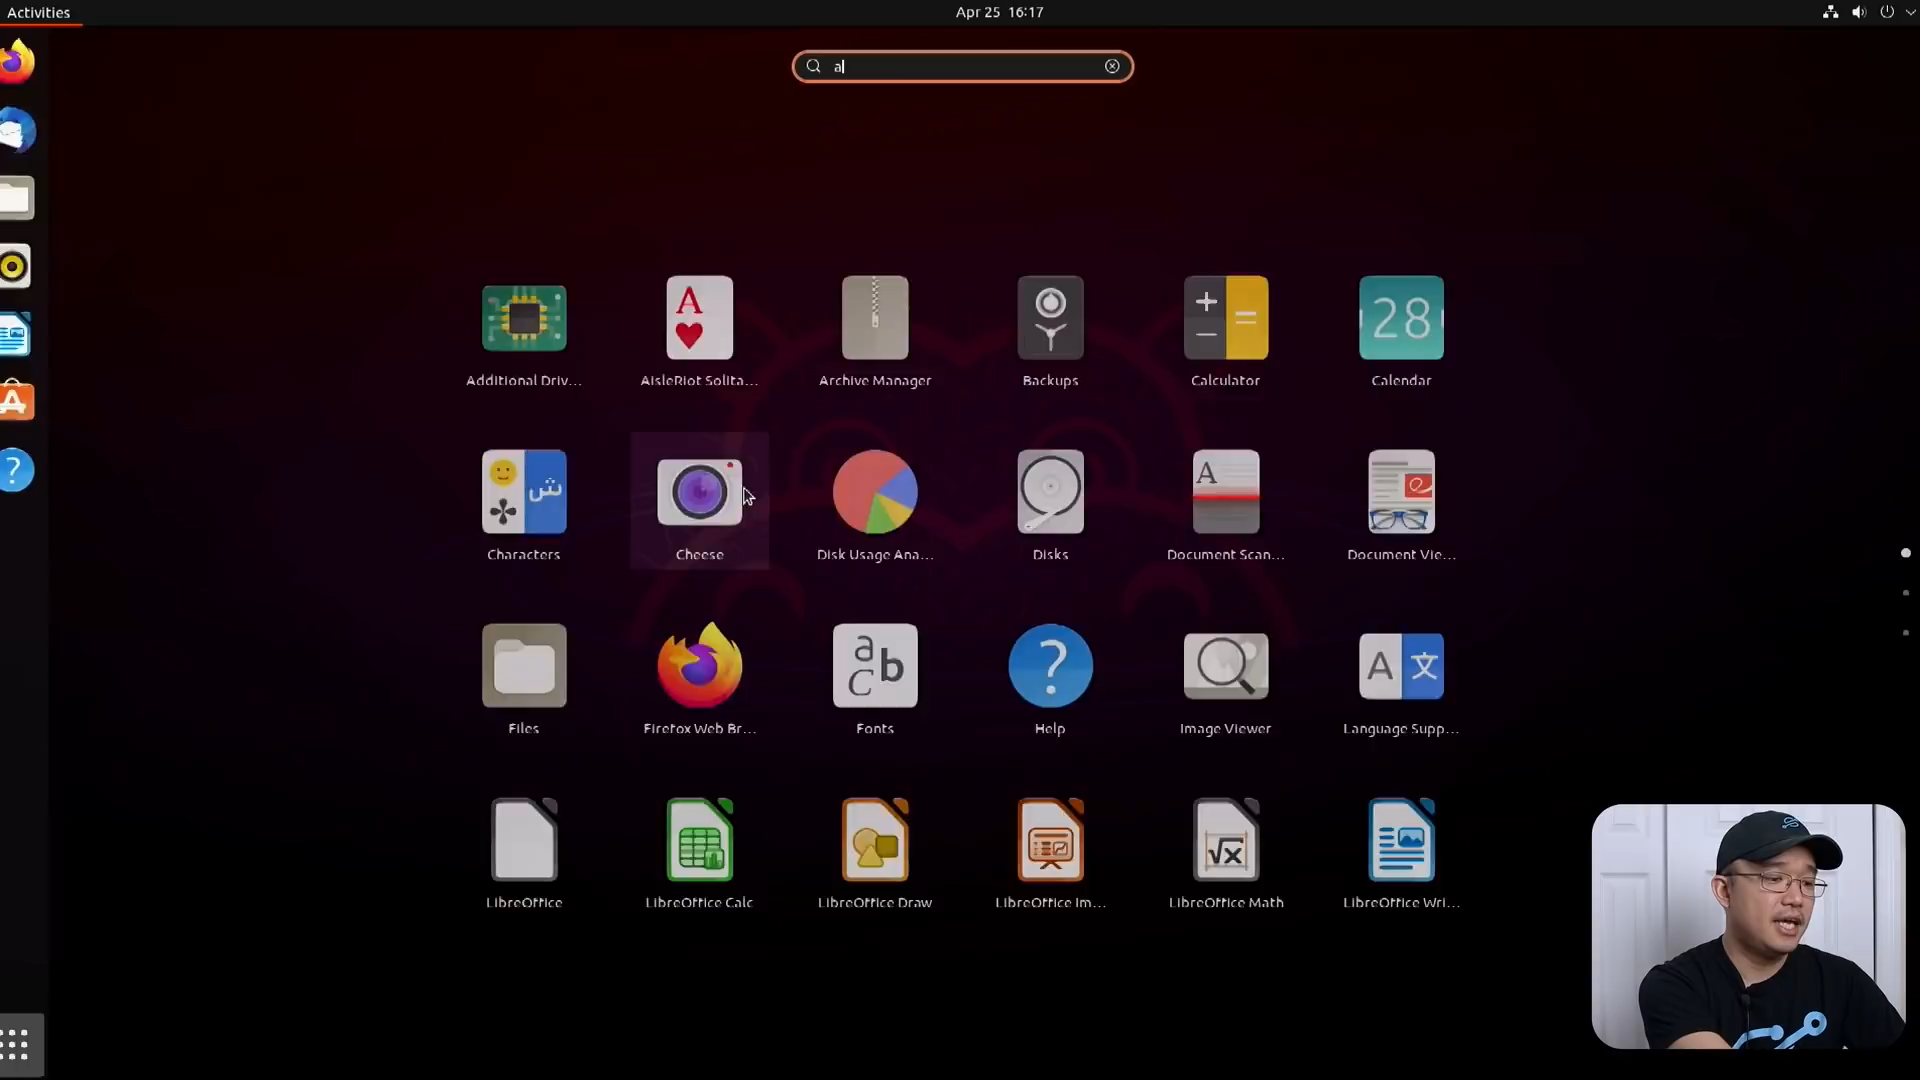 Activities
Apr 25 16:17
a
Additional Driv...
AisleRiot Solita...
Archive Manager
Backups
Calculator
Calendar
28
Characters
Cheese
Disk Usage Ana...
Disks
Document Scan...
Document Vie...
Files
Firefox Web Br...
Fonts
Help
Image Viewer
Language Supp...
LibreOffice
LibreOffice Calc
LibreOffice Draw
LibreOffice Im...
LibreOffice Math
LibreOffice Wri...